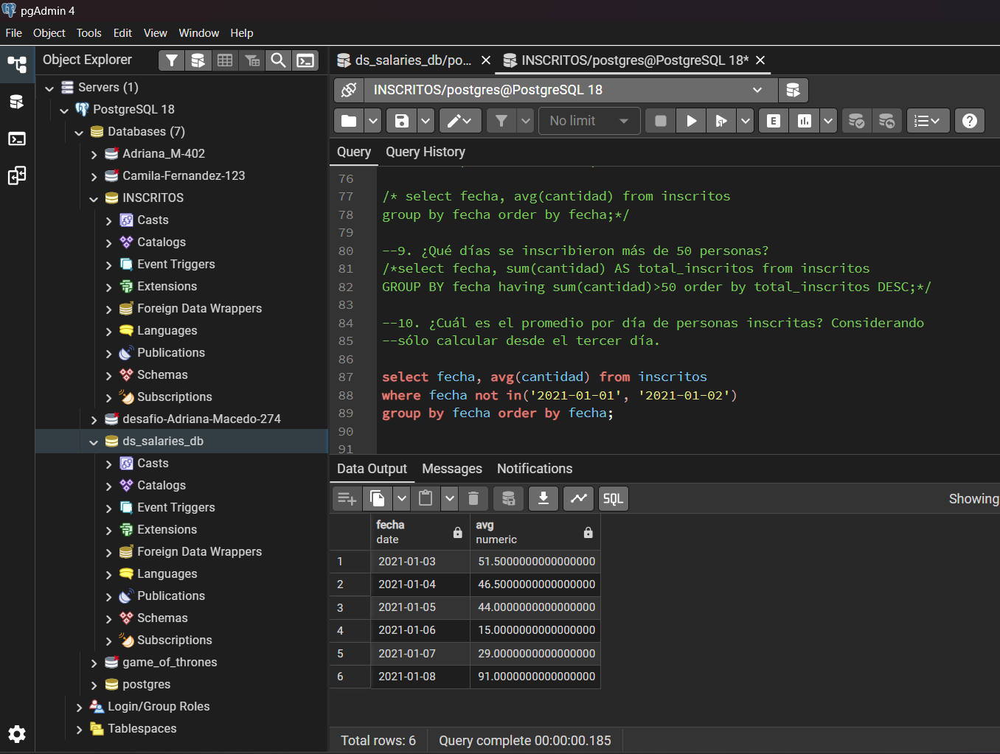 pgAdmin 4
File Object Tools Edit View Window Help
Object Explorer
Servers (1)
PostgreSQL 18
Databases (7)
Adriana_M-402
Camila-Fernandez-123
INSCRITOS
Casts
Catalogs
Event Triggers
Extensions
Foreign Data Wrappers
Languages
Publications
Schemas
Subscriptions
desafio-Adriana-Macedo-274
ds_salaries_db
Casts
Catalogs
Event Triggers
Extensions
Foreign Data Wrappers
Languages
Publications
Schemas
Subscriptions
game_of_thrones
postgres
Login/Group Roles
Tablespaces
ds_salaries_db/po... INSCRITOS/postgres@PostgreSQL 18*
INSCRITOS/postgres@PostgreSQL 18
No limit E
Query Query History
76
77 /* select fecha, avg(cantidad) from inscritos
78 group by fecha order by fecha;*/
79
80 --9. ¿Qué días se inscribieron más de 50 personas?
81 /*select fecha, sum(cantidad) AS total_inscritos from inscritos
82 GROUP BY fecha having sum(cantidad)>50 order by total_inscritos DESC;*/
83
84 --10. ¿Cuál es el promedio por día de personas inscritas? Considerando
85 --sólo calcular desde el tercer día.
86
87 select fecha, avg(cantidad) from inscritos
88 where fecha not in('2021-01-01', '2021-01-02')
89 group by fecha order by fecha;
90
91
Data Output Messages Notifications
SQL Showing
fecha avg
date numeric
1 2021-01-03 51.5000000000000000
2 2021-01-04 46.5000000000000000
3 2021-01-05 44.0000000000000000
4 2021-01-06 15.0000000000000000
5 2021-01-07 29.0000000000000000
6 2021-01-08 91.0000000000000000
Total rows: 6 Query complete 00:00:00.185